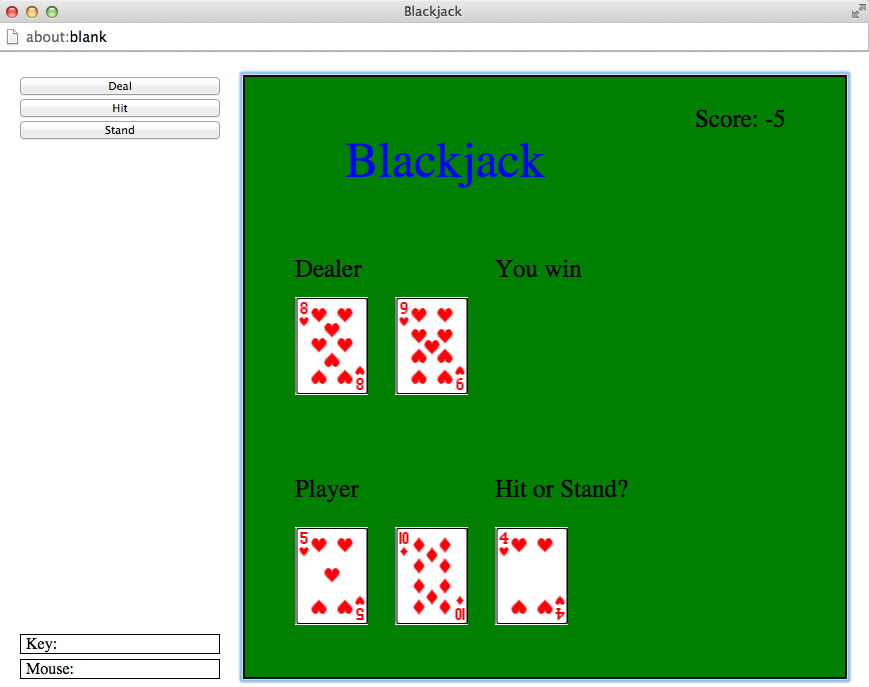 Blackjack
about:blank
Deal
Hit
Stand
Score: -5
Blackjack
Dealer You win
8 9
8 9
Player Hit or Stand?
5 10 4
5 10 4
Key:
Mouse: